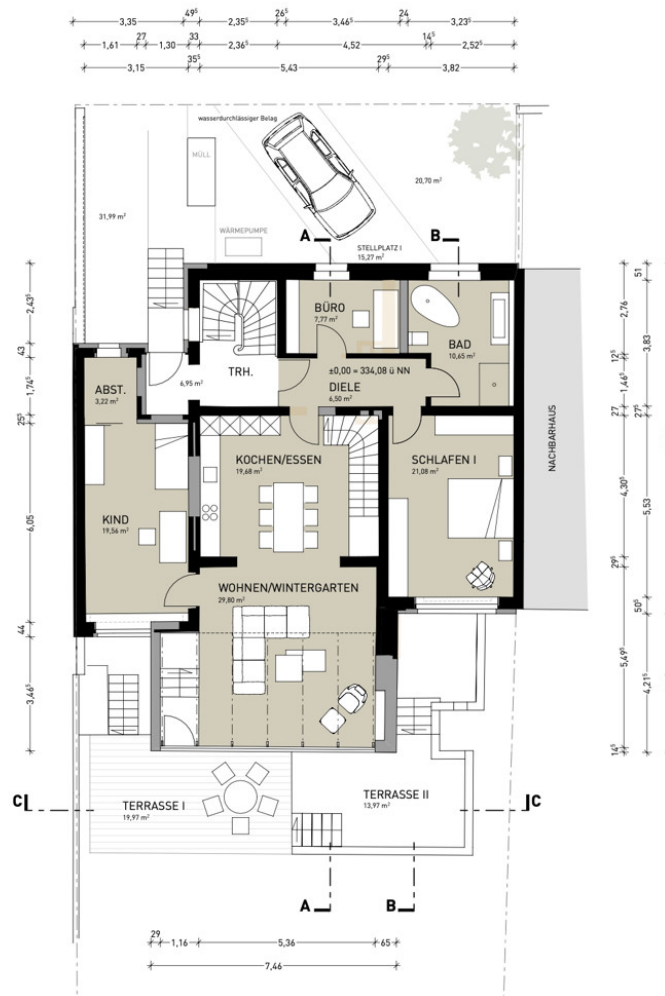 3,35
49⁵
2,35⁵
26⁵
3,46⁵
24
3,23⁵
1,61
27
1,30
33
2,36⁵
4,52
14⁵
2,52⁵
3,15
35⁵
5,43
29⁵
3,82
wasserdurchlässiger Belag
MÜLL
20,70 m²
31,99 m²
WÄRMEPUMPE
A
B
STELLPLATZ I
15,27 m²
2,43⁵
43
1,74⁵
25⁵
6,05
44
3,46⁵
BÜRO
7,77 m²
BAD
10,65 m²
TRH.
6,95 m²
±0,00 = 334,08 ü NN
DIELE
6,50 m²
ABST.
3,22 m²
KOCHEN/ESSEN
19,68 m²
SCHLAFEN I
21,08 m²
NACHBARHAUS
KIND
19,56 m²
WOHNEN/WINTERGARTEN
29,80 m²
2,76
12⁵
1,46⁵
27
4,30⁵
29⁵
5,49⁵
14⁵
51
3,83
27⁵
5,53
50⁵
4,21⁵
C
TERRASSE I
19,97 m²
TERRASSE II
13,97 m²
C
A
B
29
1,16
5,36
65
7,46